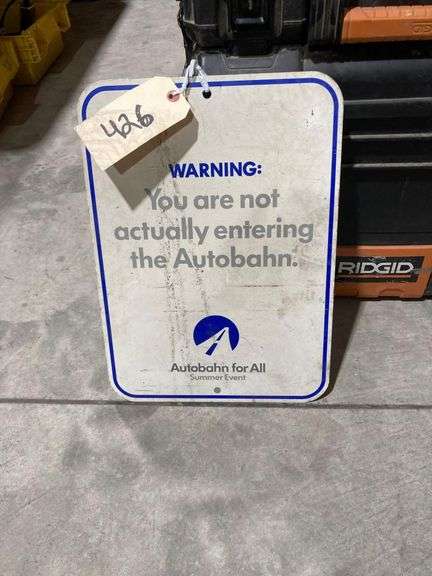 426
WARNING:
You are not
actually entering
the Autobahn.
Autobahn for All
Summer Event
RIDGID